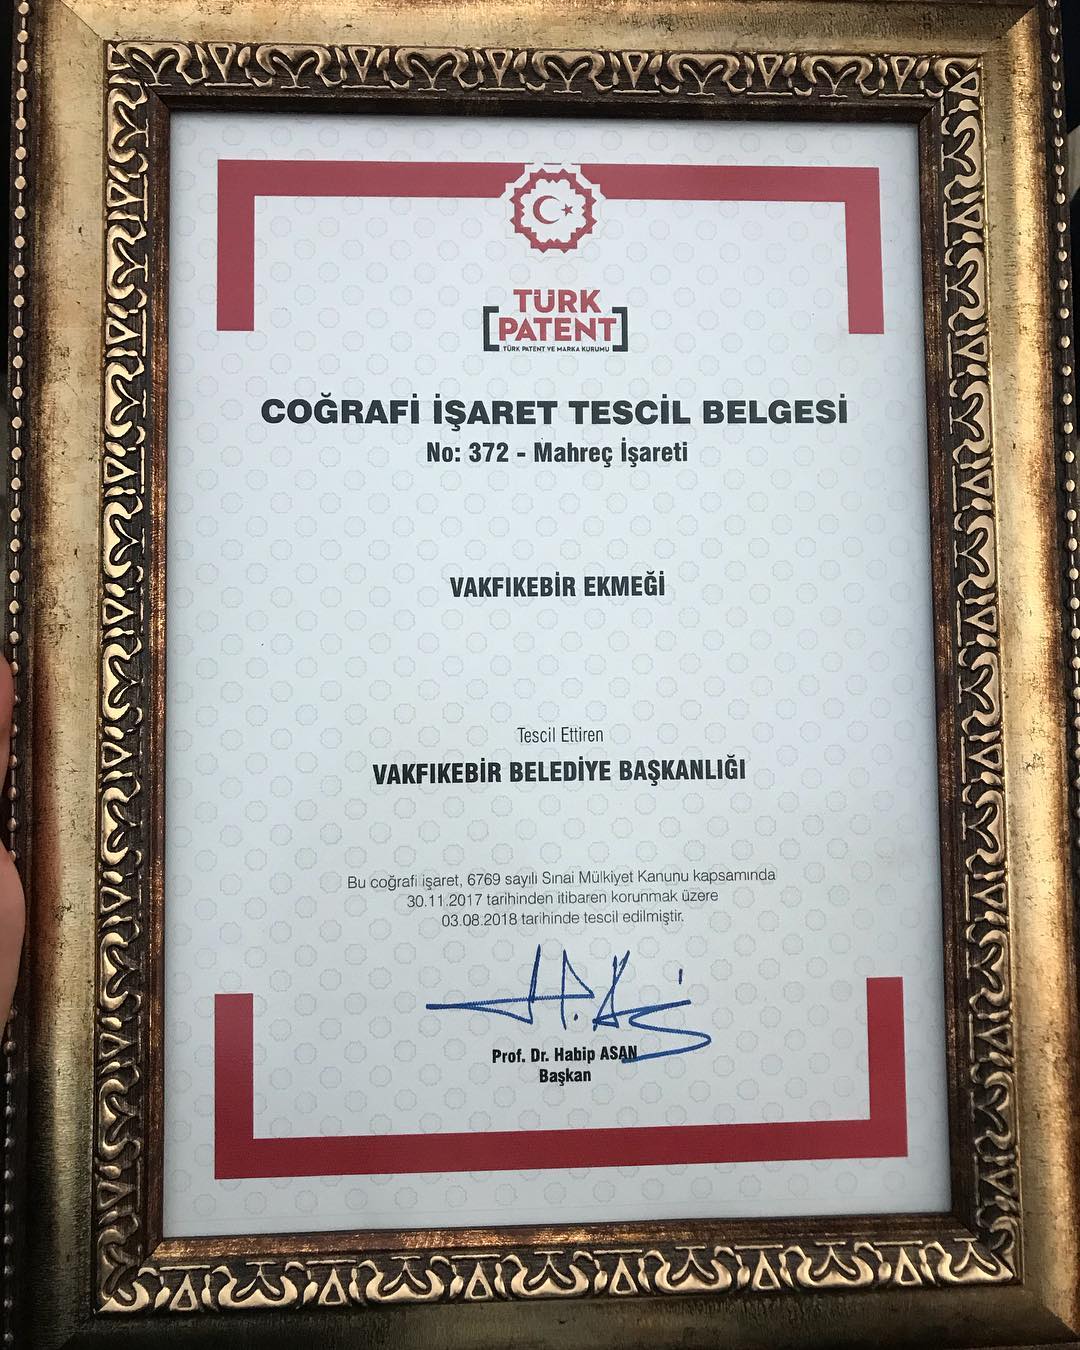 TÜRK
PATENT
TÜRK PATENT VE MARKA KURUMU
COĞRAFİ İŞARET TESCİL BELGESİ
No: 372 - Mahreç İşareti
VAKFIKEBİR EKMEĞİ
Tescil Ettiren
VAKFIKEBİR BELEDİYE BAŞKANLIĞI
Bu coğrafi işaret, 6769 sayılı Sınai Mülkiyet Kanunu kapsamında
30.11.2017 tarihinden itibaren korunmak üzere
03.08.2018 tarihinde tescil edilmiştir.
Prof. Dr. Habip ASAN
Başkan